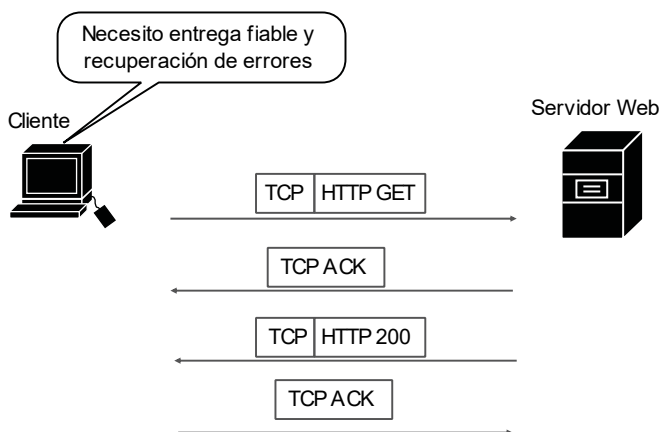 Necesito entrega fiable y
recuperación de errores
Cliente
Servidor Web
TCP HTTP GET
TCP ACK
TCP HTTP 200
TCP ACK